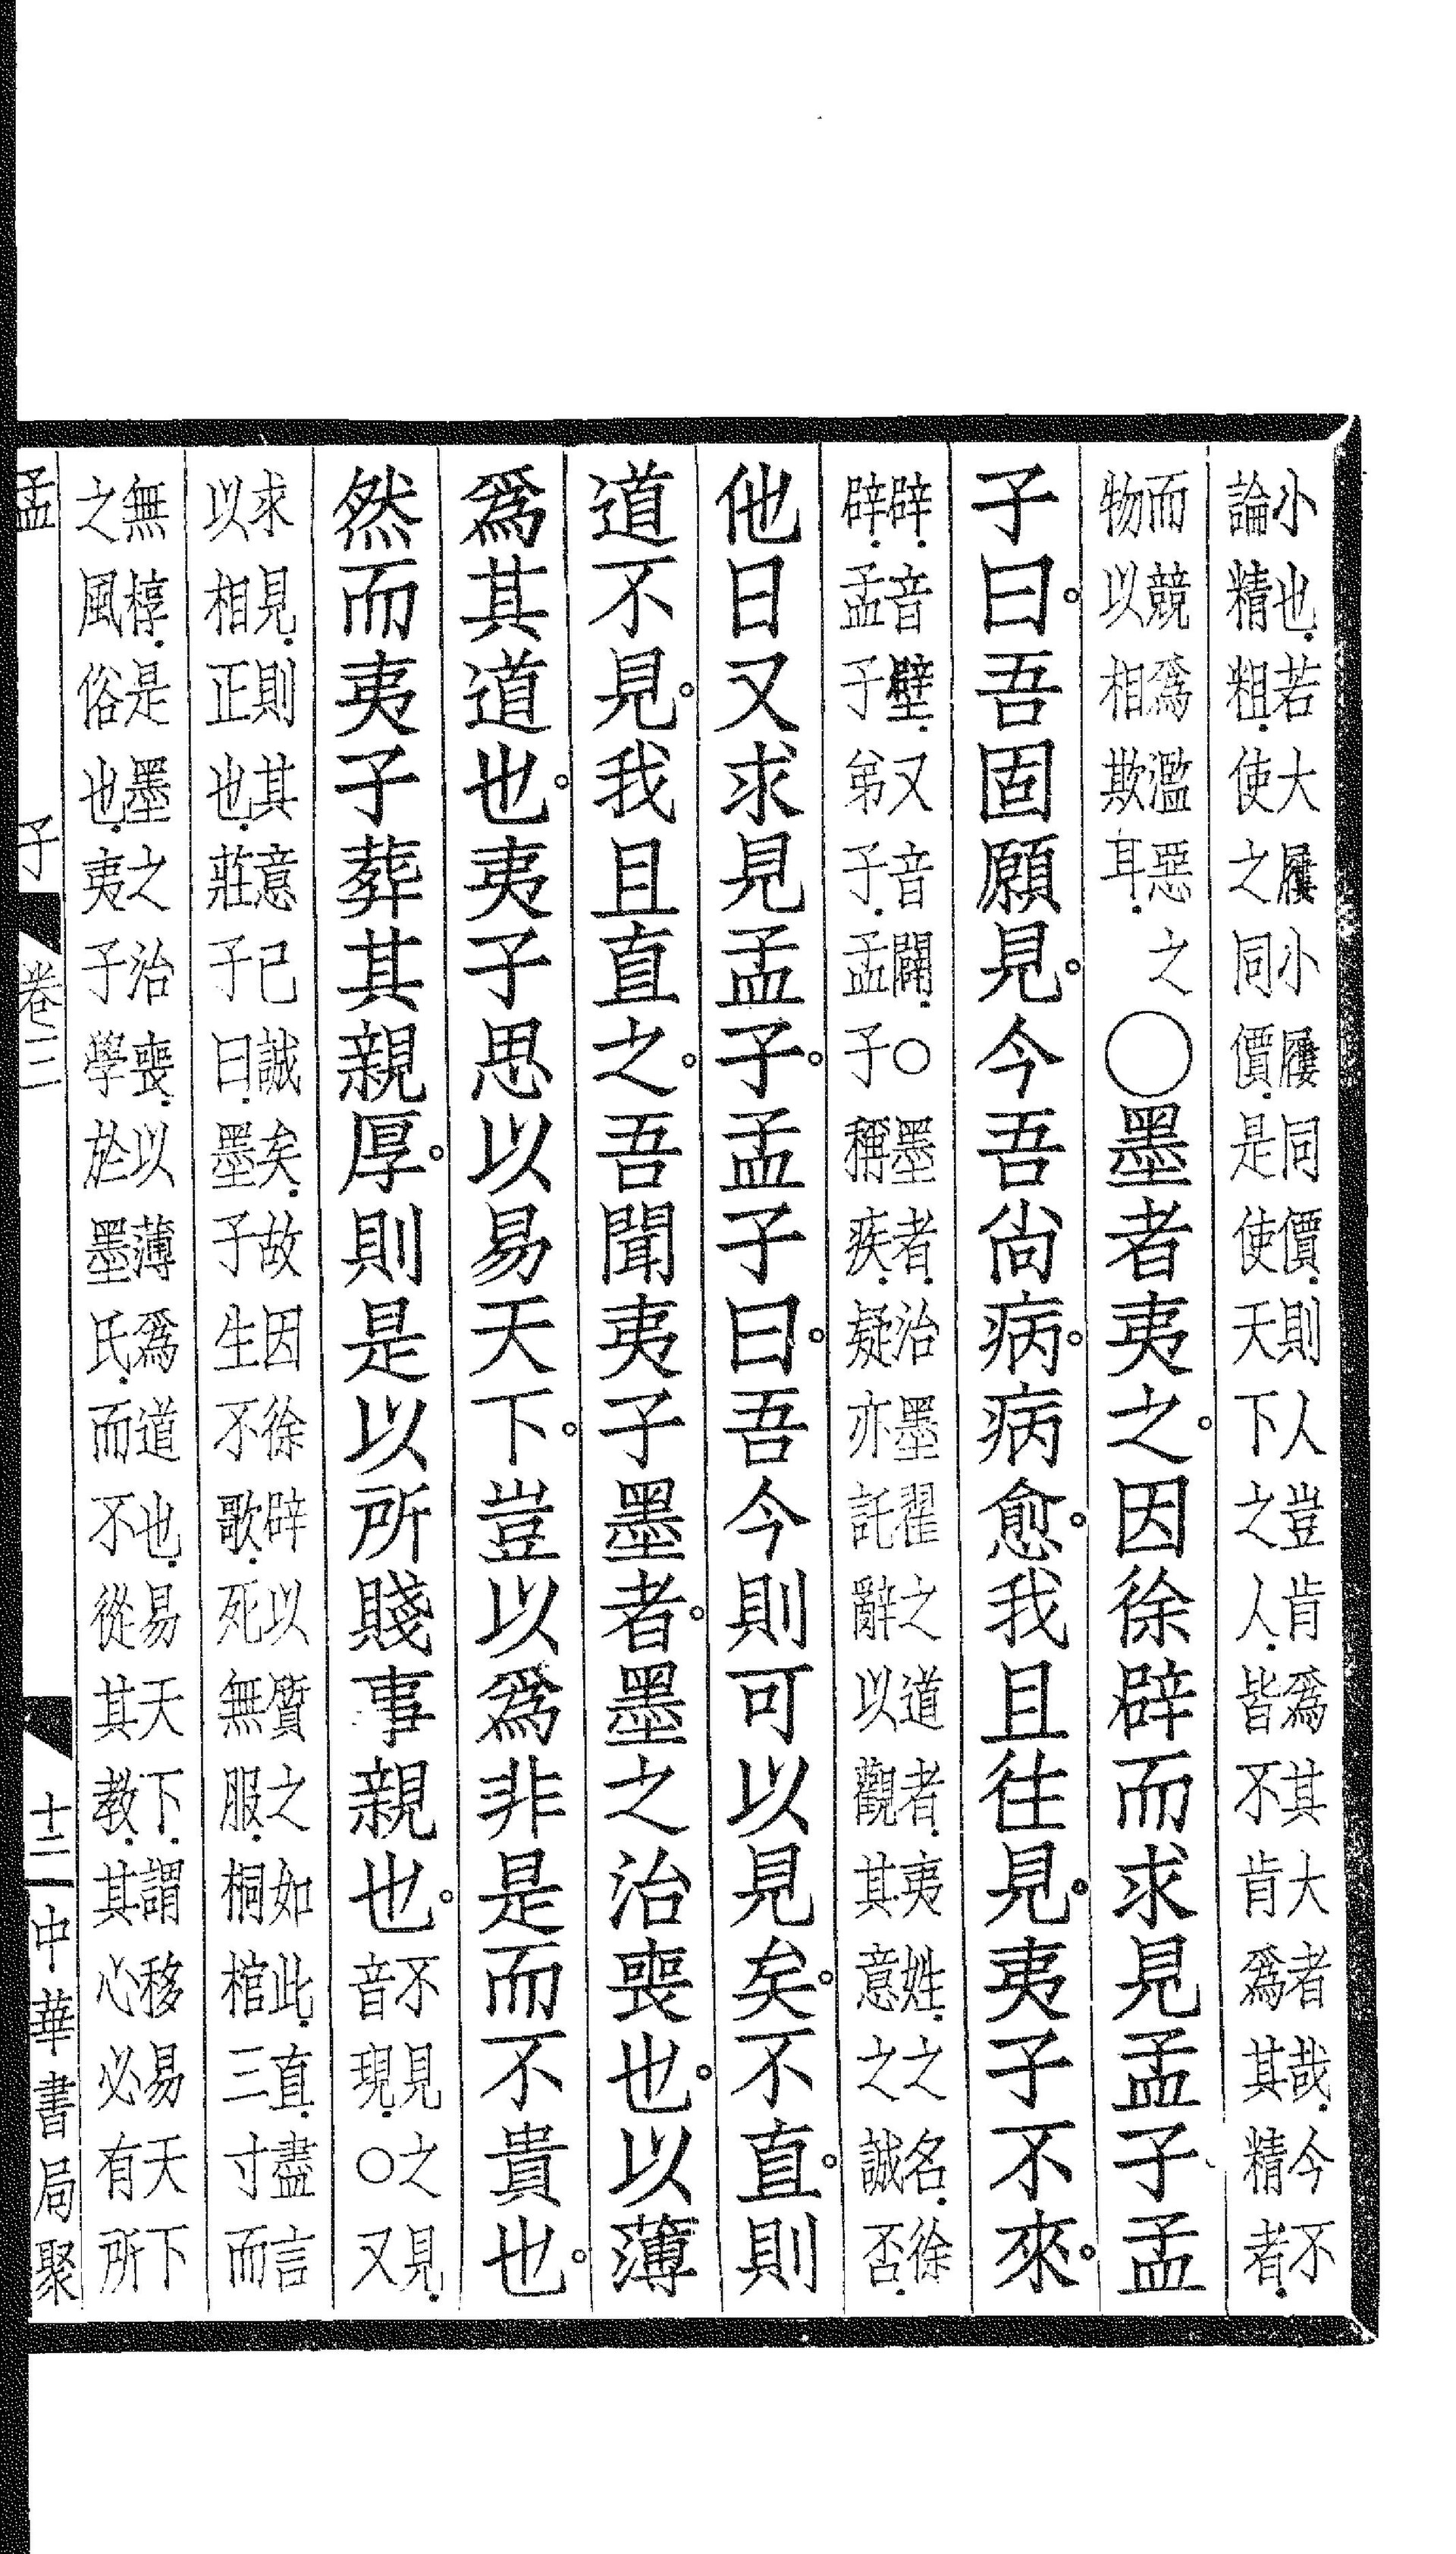 小也．若大屨小屨同價．則人豈肯爲其大者哉．今不
論精粗．使之同價．是使天下之人．皆不肯爲其精者．
而競爲濫惡之
物以相欺耳．
○墨者夷之。因徐辟而求見孟子、孟
子曰。吾固願見。今吾尙病。病愈。我且往見。夷子不來。
辟．音壁．又音闢．○墨者．治墨翟之道者．夷姓．之名．徐
辟．孟子弟子．孟子稱疾．疑亦託辭以觀其意之誠否．
他日又求見孟子。孟子曰。吾今則可以見矣。不直。則
道不見。我且直之。吾聞夷子墨者。墨之治喪也。以薄
爲其道也。夷子思以易天下。豈以爲非是而不貴也。
然而夷子葬其親厚。則是以所賤事親也。
不見之見．
音現．○又
求見．則其意已誠矣．故因徐辟以質之如此．直．盡言
以相正也．莊子曰．墨子生不歌．死無服．桐棺三寸而
無椁．是墨之治喪．以薄爲道也．易天下．謂移易天下
之風俗也．夷子學於墨氏．而不從其教．其心必有所
孟子 卷三 十二 中華書局聚